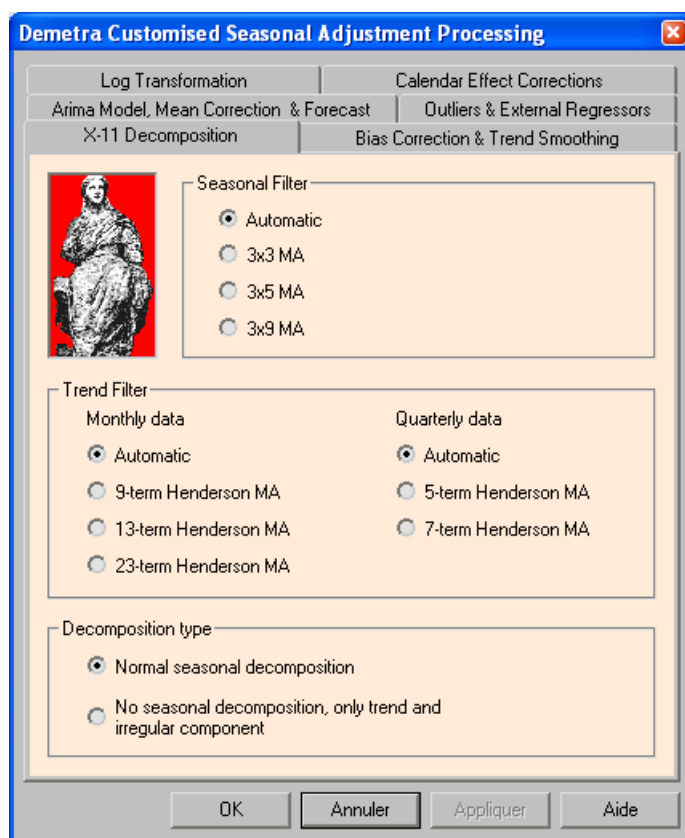 Demetra Customised Seasonal Adjustment Processing
Log Transformation
Calendar Effect Corrections
Arima Model, Mean Correction & Forecast
Outliers & External Regressors
X-11 Decomposition
Bias Correction & Trend Smoothing
Seasonal Filter
Automatic
3x3 MA
3x5 MA
3x9 MA
Trend Filter
Monthly data
Automatic
9-term Henderson MA
13-term Henderson MA
23-term Henderson MA
Quarterly data
Automatic
5-term Henderson MA
7-term Henderson MA
Decomposition type
Normal seasonal decomposition
No seasonal decomposition, only trend and
irregular component
OK
Annuler
Appliquer
Aide